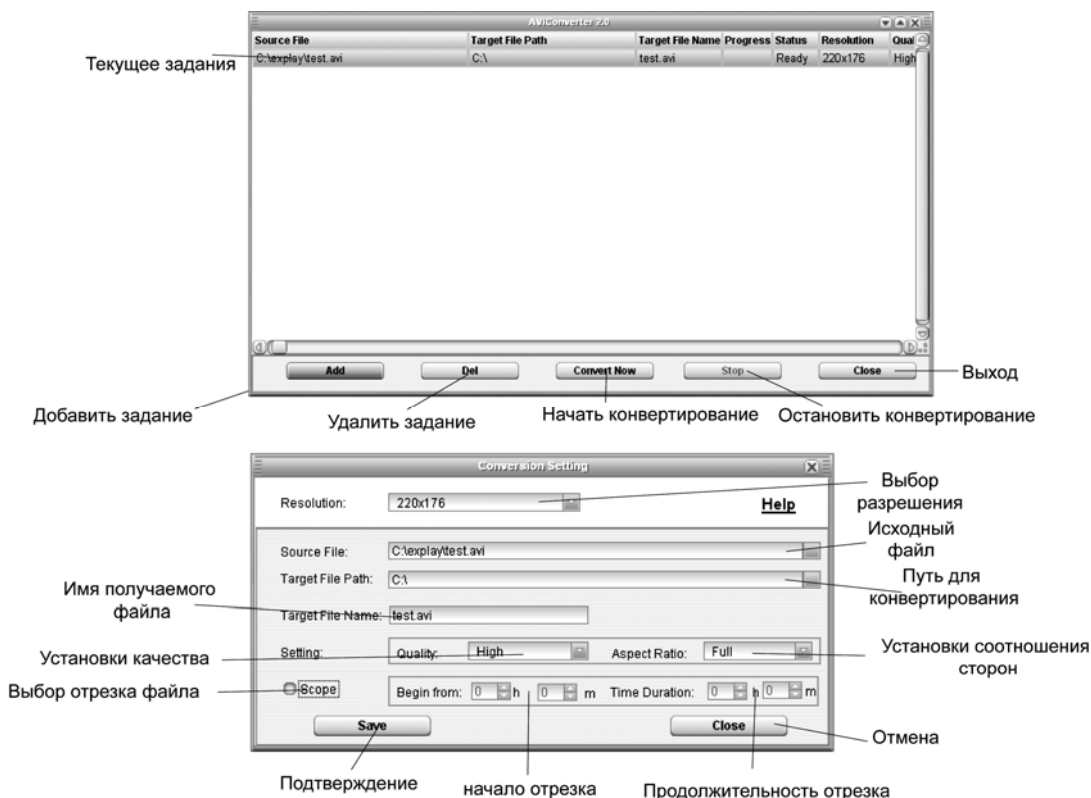 AViConverter 2.0
Source File Target File Path Target File Name Progress Status Resolution Qual
Текущее задания
C:\explay\test.avi C:\ test.avi Ready 220x176 High
Add Del Convert Now Stop Close
Выход
Добавить задание
Удалить задание
Начать конвертирование
Остановить конвертирование
Conversion Setting
Resolution: 220x176 Help
Выбор
разрешения
Source File: C:\explay\test.avi
Исходный
файл
Target File Path: C:\
Путь для
конвертирования
Имя получаемого
файла
Target File Name: test.avi
Установки качества
Setting: Quality: High Aspect Ratio: Full
Установки соотношения
сторон
Выбор отрезка файла
Scope Begin from: 0 h 0 m Time Duration: 0 h 0 m
Save Close
Отмена
Подтверждение
начало отрезка
Продолжительность отрезка